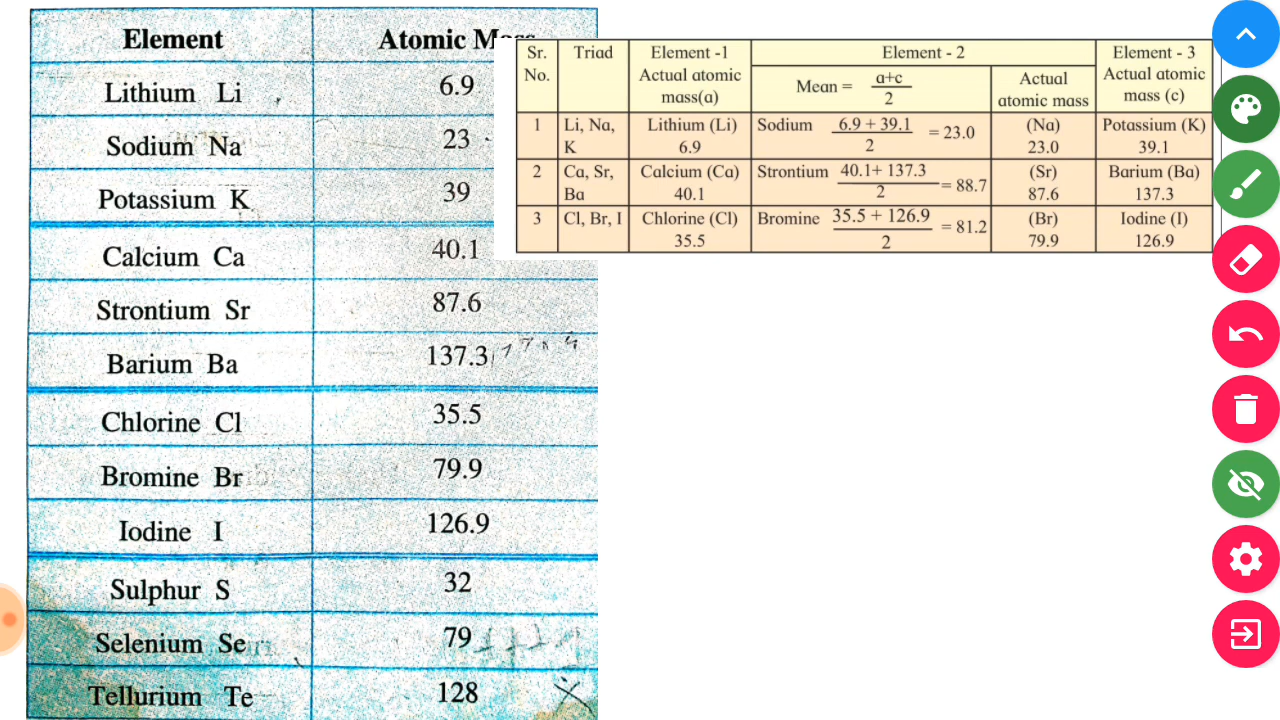 Element Atomic Mass
Lithium Li 6.9
Sodium Na 23
Potassium K 39
Calcium Ca 40.1
Strontium Sr 87.6
Barium Ba 137.3
Chlorine Cl 35.5
Bromine Br 79.9
Iodine I 126.9
Sulphur S 32
Selenium Se 79
Tellurium Te 128
Sr. No. Triad Element -1 Actual atomic mass(a) Element - 2 Element - 3 Actual atomic mass (c)
Mean = a+c / 2 Actual atomic mass
1 Li, Na, K Lithium (Li) 6.9 Sodium 6.9 + 39.1 / 2 = 23.0 (Na) 23.0 Potassium (K) 39.1
2 Ca, Sr, Ba Calcium (Ca) 40.1 Strontium 40.1+ 137.3 / 2 = 88.7 (Sr) 87.6 Barium (Ba) 137.3
3 Cl, Br, I Chlorine (Cl) 35.5 Bromine 35.5 + 126.9 / 2 = 81.2 (Br) 79.9 Iodine (I) 126.9